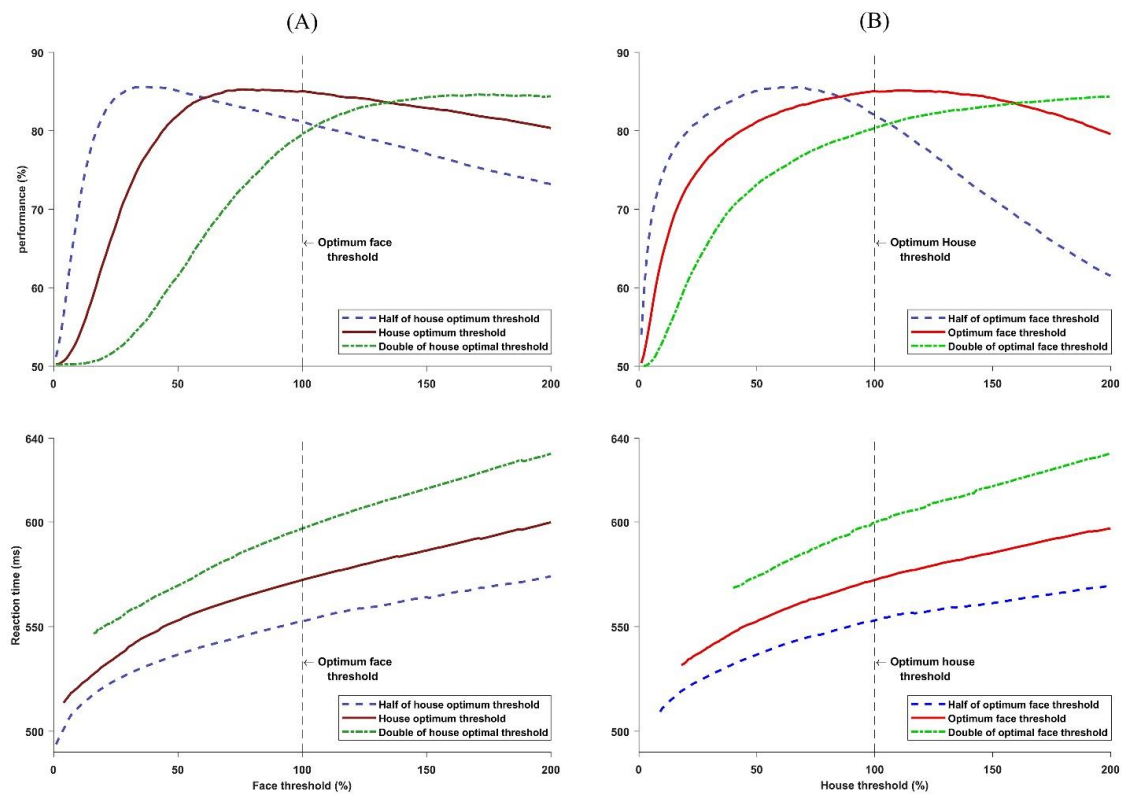 (A)
90
80
70
60
50
performance (%)
0
50
100
150
200
← Optimum face
threshold
Half of house optimum threshold
House optimum threshold
Double of house optimal threshold
(B)
90
80
70
60
50
0
50
100
150
200
← Optimum House
threshold
Half of optimum face threshold
Optimum face threshold
Double of optimal face threshold
640
600
550
500
Reaction time (ms)
0
50
100
150
200
Face threshold (%)
← Optimum face
threshold
Half of house optimum threshold
House optimum threshold
Double of house optimal threshold
640
600
550
500
0
50
100
150
200
House threshold (%)
← Optimum house
threshold
Half of optimum face threshold
Optimum face threshold
Double of optimal face threshold